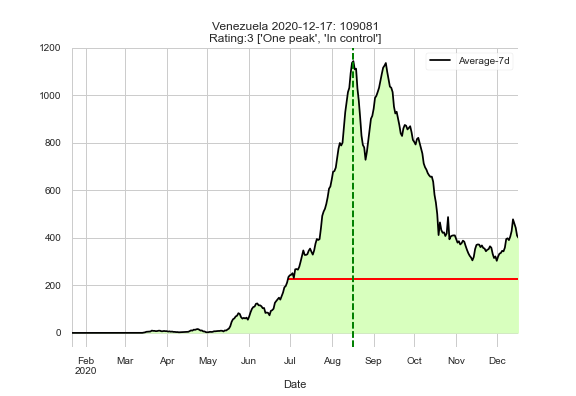 Venezuela 2020-12-17: 109081
Rating:3 ['One peak', 'In control']
Average-7d
1200
1000
800
600
400
200
0
Feb Mar Apr May Jun Jul Aug Sep Oct Nov Dec
2020
Date